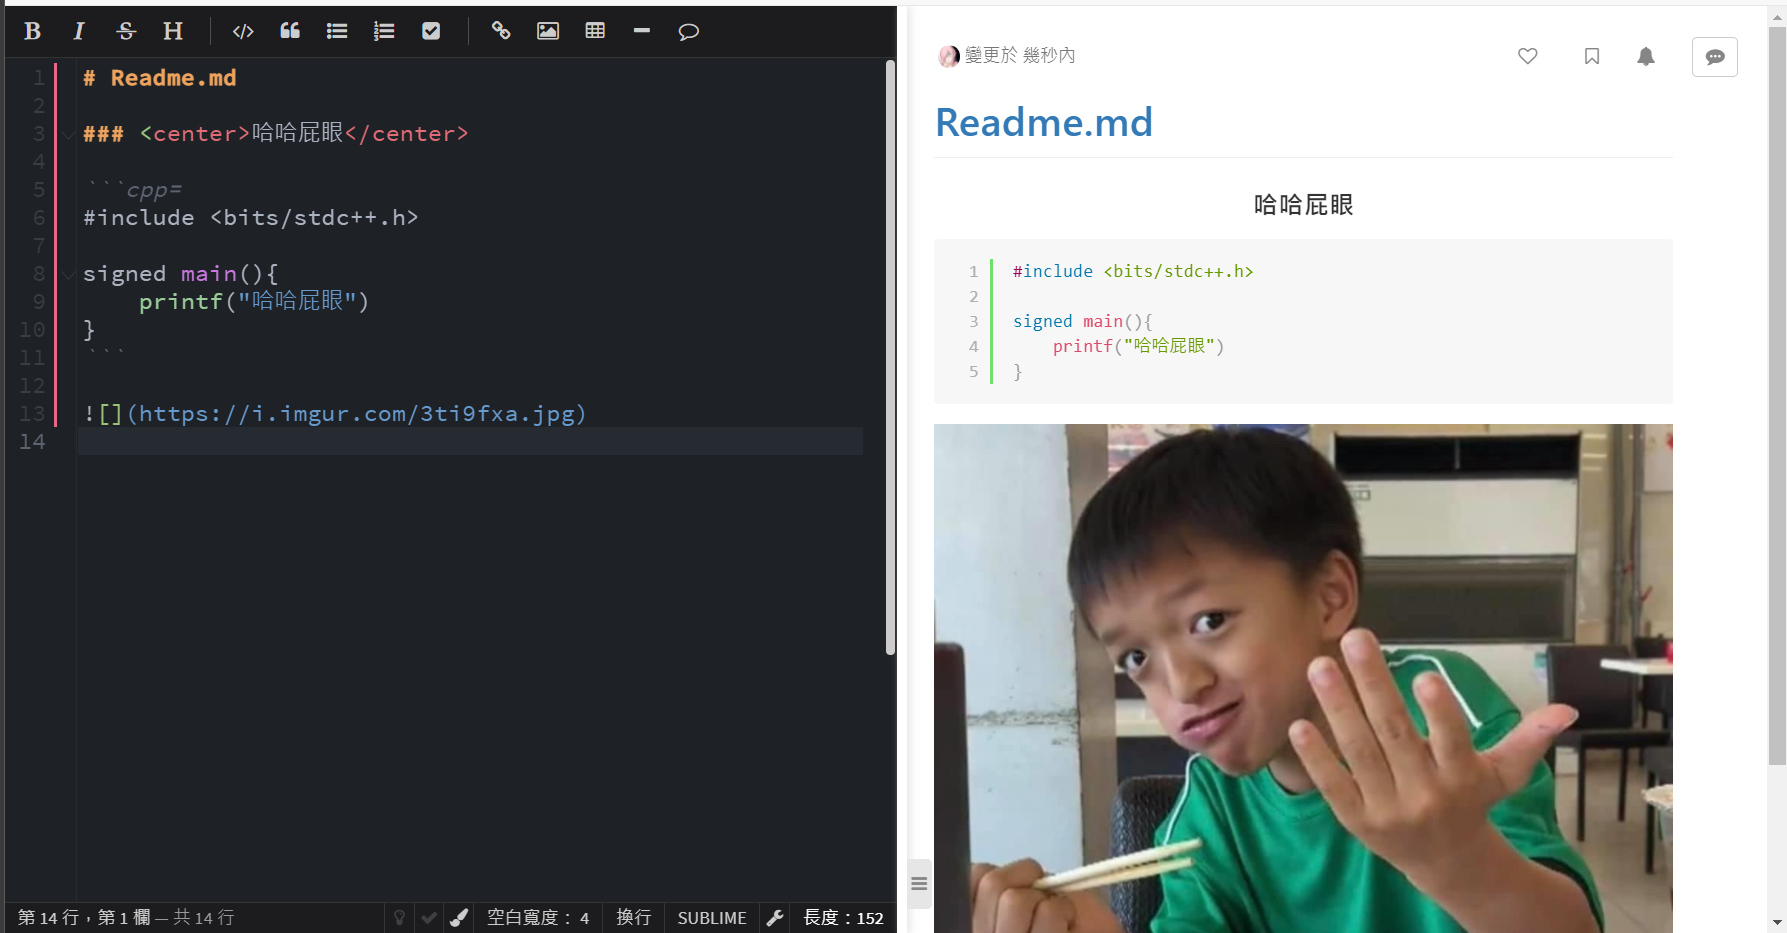 1 # Readme.md
2
3 ### <center>哈哈屁眼</center>
4
5 ```cpp=
6 #include <bits/stdc++.h>
7
8 signed main(){
9     printf("哈哈屁眼")
10 }
11 ```
12
13 ![](https://i.imgur.com/3ti9fxa.jpg)
14
第 14 行，第 1 欄 — 共 14 行
空白寬度： 4
換行
SUBLIME
長度：152
變更於 幾秒內
Readme.md
哈哈屁眼
1 #include <bits/stdc++.h>
2
3 signed main(){
4     printf("哈哈屁眼")
5 }